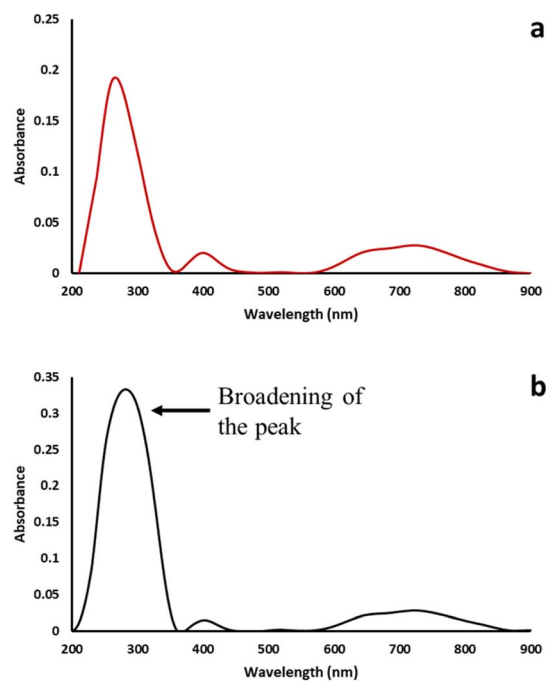 a
0.25
0.2
0.15
0.1
0.05
0
Absorbance
200 300 400 500 600 700 800 900
Wavelength (nm)
b
0.35
0.3
0.25
0.2
0.15
0.1
0.05
0
Absorbance
Broadening of
the peak
200 300 400 500 600 700 800 900
Wavelength (nm)